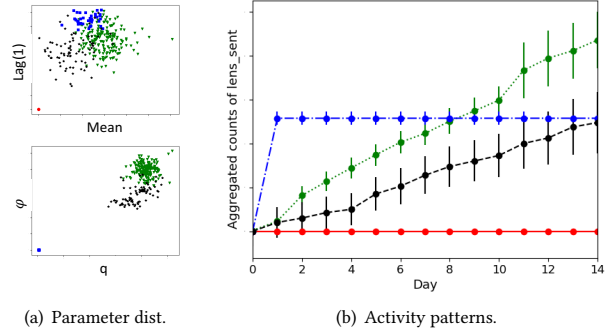 Lag(1)
Mean
φ
q
(a) Parameter dist.
Aggregated counts of lens_sent
0 2 4 6 8 10 12 14
Day
(b) Activity patterns.